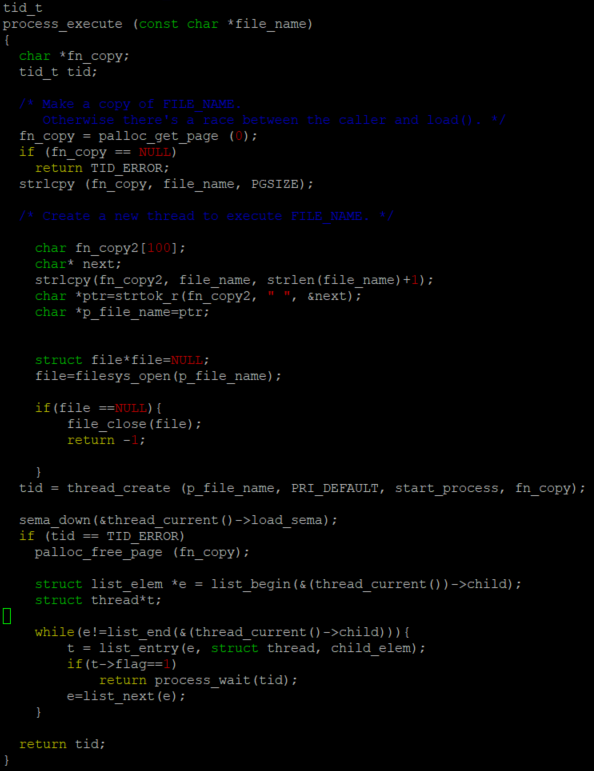 tid_t
process_execute (const char *file_name)
{
  char *fn_copy;
  tid_t tid;

  /* Make a copy of FILE_NAME.
     Otherwise there's a race between the caller and load(). */
  fn_copy = palloc_get_page (0);
  if (fn_copy == NULL)
    return TID_ERROR;
  strlcpy (fn_copy, file_name, PGSIZE);

  /* Create a new thread to execute FILE_NAME. */

    char fn_copy2[100];
    char* next;
    strlcpy(fn_copy2, file_name, strlen(file_name)+1);
    char *ptr=strtok_r(fn_copy2, " ", &next);
    char *p_file_name=ptr;


    struct file*file=NULL;
    file=filesys_open(p_file_name);

    if(file ==NULL){
        file_close(file);
        return -1;

    }
  tid = thread_create (p_file_name, PRI_DEFAULT, start_process, fn_copy);

  sema_down(&thread_current()->load_sema);
  if (tid == TID_ERROR)
    palloc_free_page (fn_copy);

    struct list_elem *e = list_begin(&(thread_current())->child);
    struct thread*t;

    while(e!=list_end(&(thread_current()->child))){
        t = list_entry(e, struct thread, child_elem);
        if(t->flag==1)
            return process_wait(tid);
        e=list_next(e);
    }

  return tid;
}